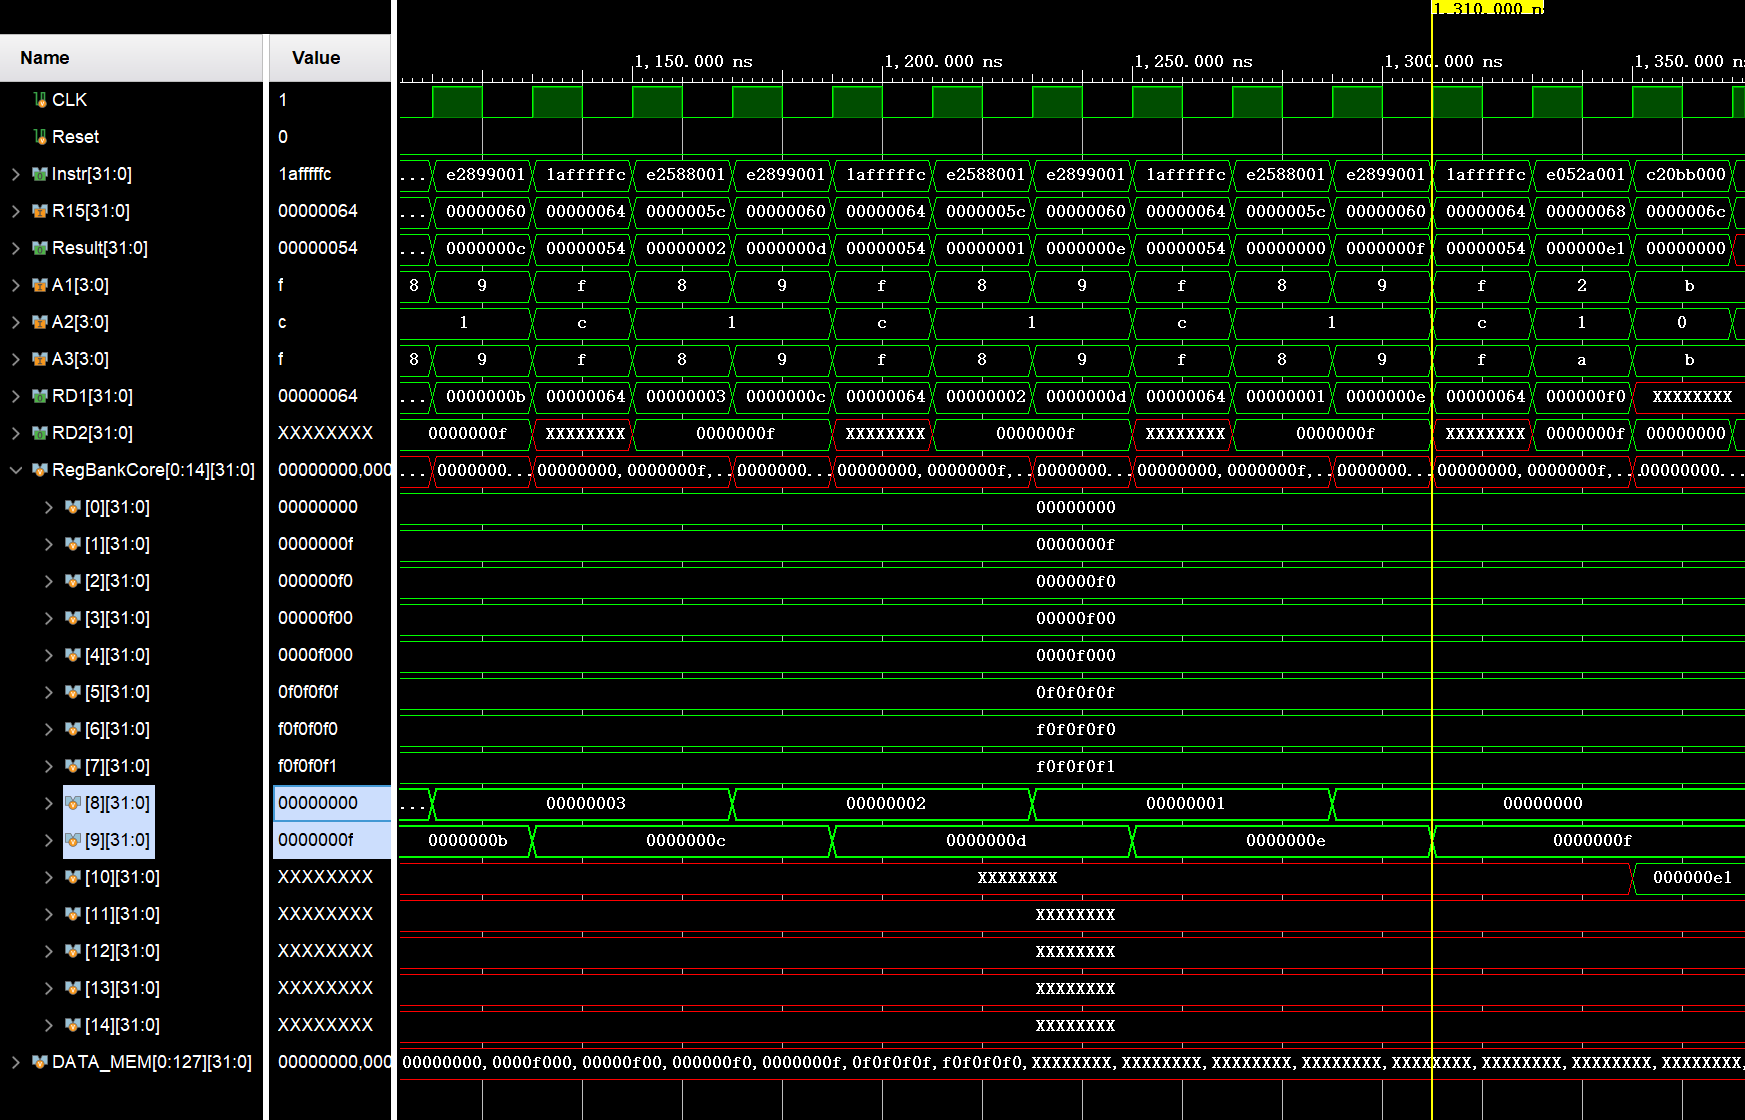 1,310.000 n
Name Value
1,150.000 ns 1,200.000 ns 1,250.000 ns 1,300.000 ns 1,350.000 n
CLK 1
Reset 0
Instr[31:0] 1afffffc ... e2899001 1afffffc e2588001 e2899001 1afffffc e2588001 e2899001 1afffffc e2588001 e2899001 1afffffc e052a001 c20bb000
R15[31:0] 00000064 ... 00000060 00000064 0000005c 00000060 00000064 0000005c 00000060 00000064 0000005c 00000060 00000064 00000068 0000006c
Result[31:0] 00000054 ... 0000000c 00000054 00000002 0000000d 00000054 00000001 0000000e 00000054 00000000 0000000f 00000054 000000e1 00000000
A1[3:0] f 8 9 f 8 9 f 8 9 f 8 9 f 2 b
A2[3:0] c 1 c 1 c 1 c 1 c 1 0
A3[3:0] f 8 9 f 8 9 f 8 9 f 8 9 f a b
RD1[31:0] 00000064 ... 0000000b 00000064 00000003 0000000c 00000064 00000002 0000000d 00000064 00000001 0000000e 00000064 000000f0 XXXXXXXX
RD2[31:0] XXXXXXXX 0000000f XXXXXXXX 0000000f XXXXXXXX 0000000f XXXXXXXX 0000000f XXXXXXXX 0000000f 00000000
RegBankCore[0:14][31:0] 00000000,000 ... 0000000... 00000000,0000000f,.. 0000000... 00000000,0000000f,.. 0000000... 00000000,0000000f,.. 0000000... 00000000,0000000f,.. 00000000...
[0][31:0] 00000000 00000000
[1][31:0] 0000000f 0000000f
[2][31:0] 000000f0 000000f0
[3][31:0] 00000f00 00000f00
[4][31:0] 0000f000 0000f000
[5][31:0] 0f0f0f0f 0f0f0f0f
[6][31:0] f0f0f0f0 f0f0f0f0
[7][31:0] f0f0f0f1 f0f0f0f1
[8][31:0] 00000000 ... 00000003 00000002 00000001 00000000
[9][31:0] 0000000f 0000000b 0000000c 0000000d 0000000e 0000000f
[10][31:0] XXXXXXXX XXXXXXXX 000000e1
[11][31:0] XXXXXXXX XXXXXXXX
[12][31:0] XXXXXXXX XXXXXXXX
[13][31:0] XXXXXXXX XXXXXXXX
[14][31:0] XXXXXXXX XXXXXXXX
DATA_MEM[0:127][31:0] 00000000,000 00000000,0000f000,00000f00,000000f0,0000000f,0f0f0f0f,f0f0f0f0,XXXXXXXX,XXXXXXXX,XXXXXXXX,XXXXXXXX,XXXXXXXX,XXXXXXXX,XXXXXXXX,XXXXXXXX,